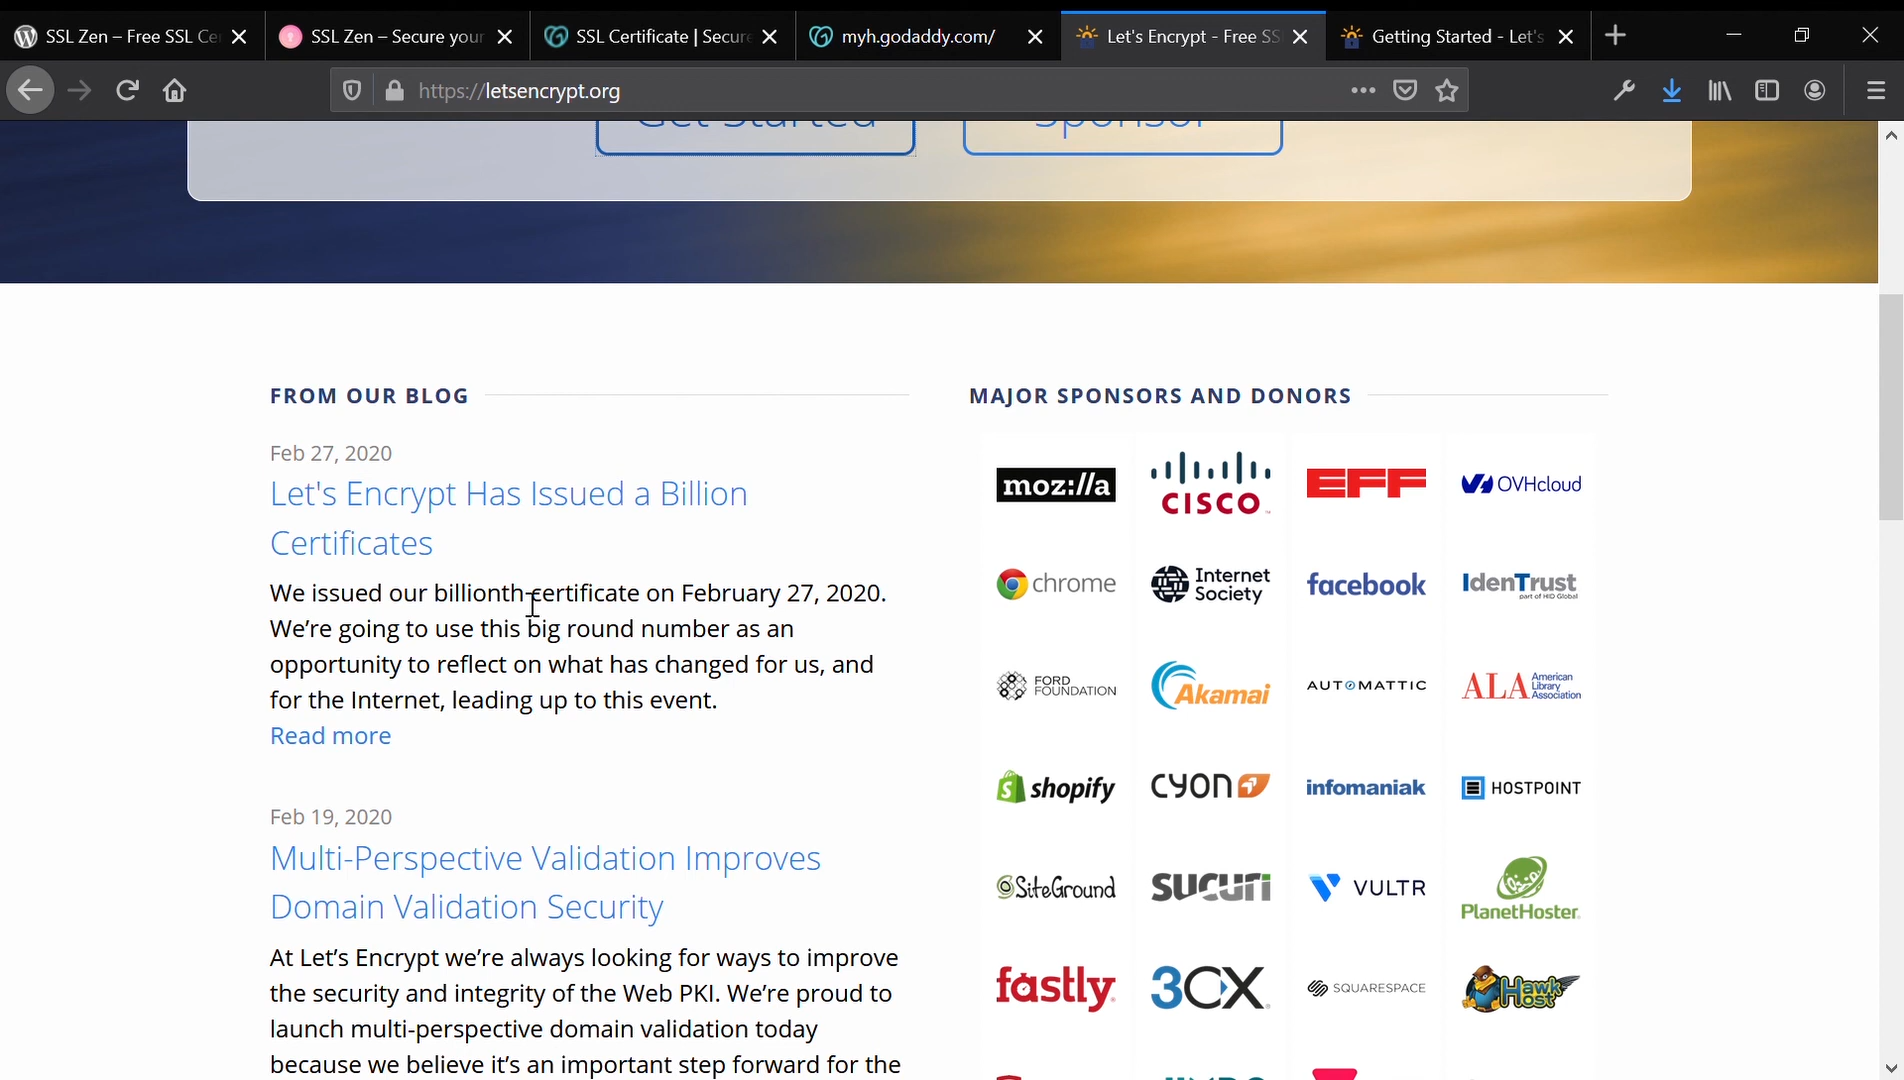 SSL Zen – Free SSL Ce
SSL Zen – Secure your
SSL Certificate | Secure
myh.godaddy.com/
Let's Encrypt - Free SS
Getting Started - Let's
https://letsencrypt.org
Get Started
Sponsor
FROM OUR BLOG
Feb 27, 2020
Let's Encrypt Has Issued a Billion
Certificates
We issued our billionth certificate on February 27, 2020.
We're going to use this big round number as an
opportunity to reflect on what has changed for us, and
for the Internet, leading up to this event.
Read more
Feb 19, 2020
Multi-Perspective Validation Improves
Domain Validation Security
At Let's Encrypt we're always looking for ways to improve
the security and integrity of the Web PKI. We're proud to
launch multi-perspective domain validation today
because we believe it's an important step forward for the
MAJOR SPONSORS AND DONORS
moz://a
CISCO
EFF
OVHcloud
chrome
Internet
Society
facebook
IdenTrust
part of HID Global
FORD
FOUNDATION
Akamai
AUTOMATTIC
ALA American
Library
Association
shopify
cyon
infomaniak
HOSTPOINT
SiteGround
sucuri
VULTR
PlanetHoster
fastly
3CX
SQUARESPACE
Hawk
Host